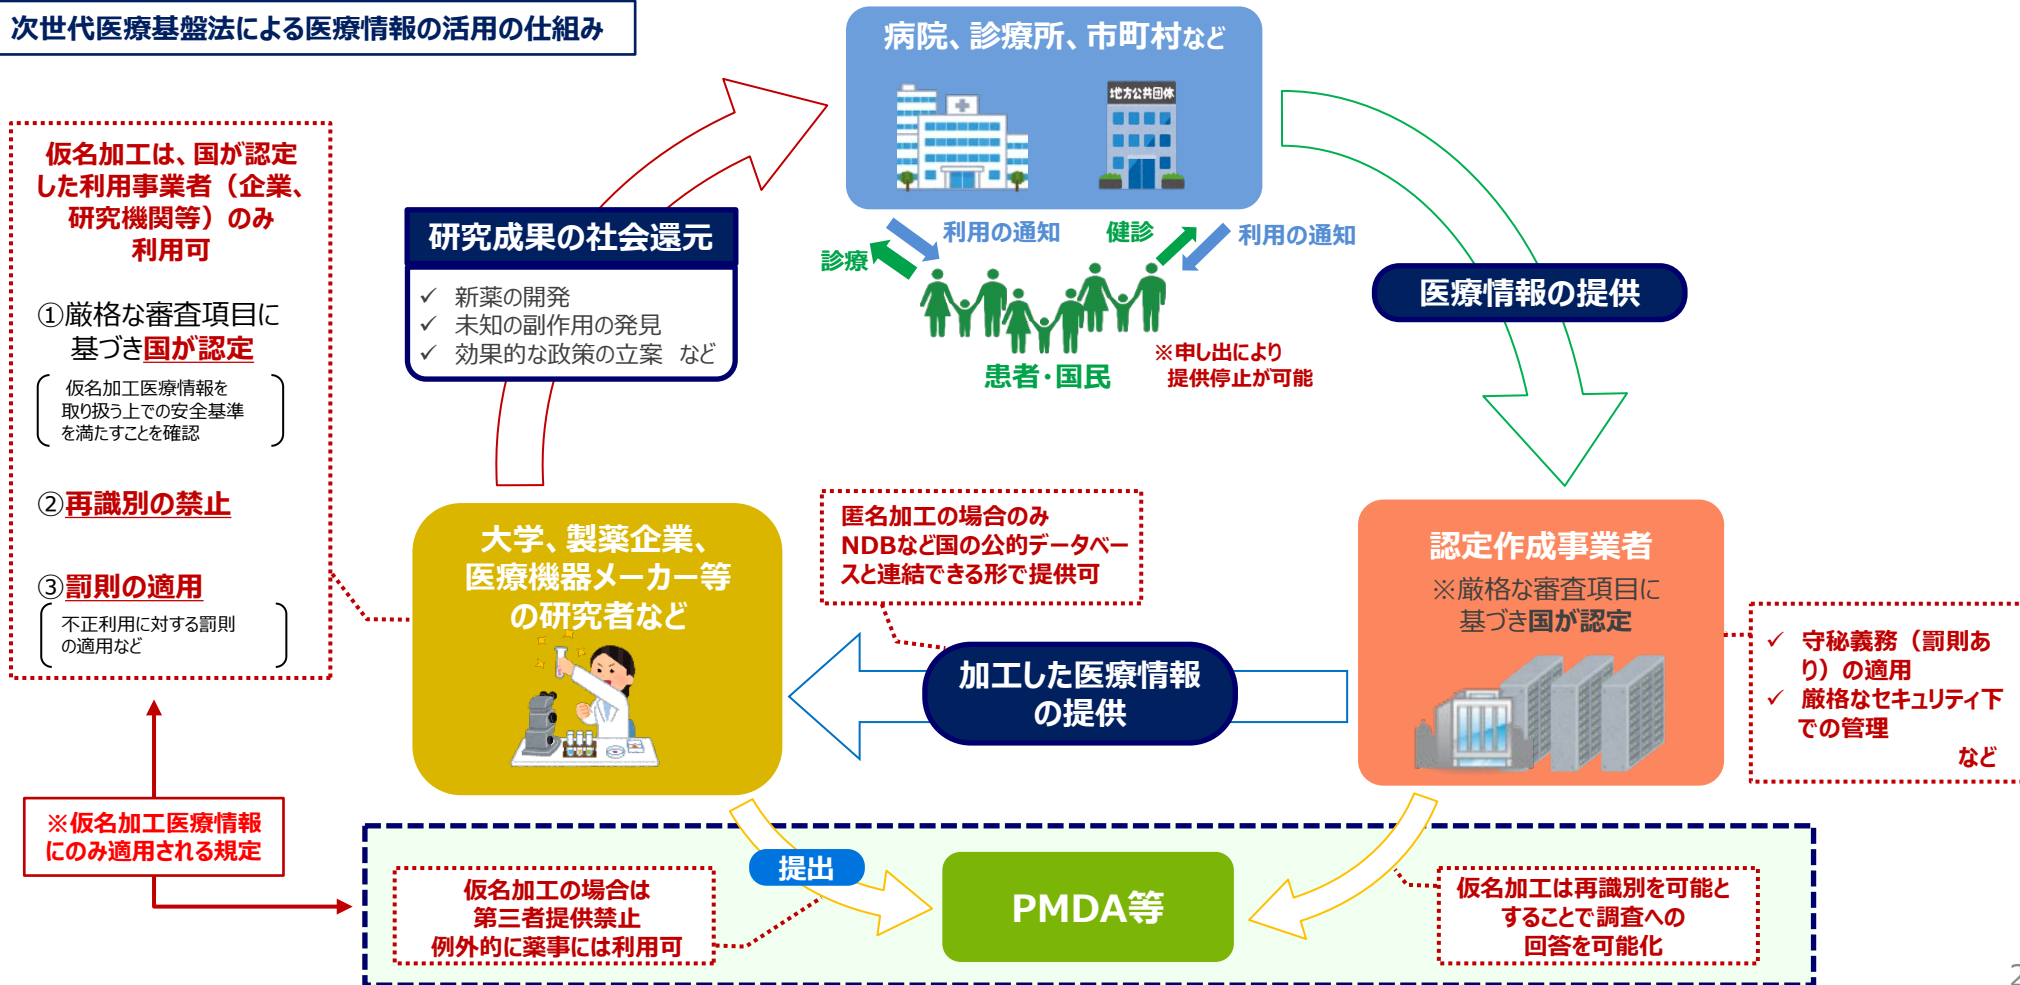 次世代医療基盤法による医療情報の活用の仕組み
病院、診療所、市町村など
地方公共団体
利用の通知
健診
利用の通知
診療
患者・国民
※申し出により
提供停止が可能
医療情報の提供
研究成果の社会還元
✓ 新薬の開発
✓ 未知の副作用の発見
✓ 効果的な政策の立案　など
仮名加工は、国が認定
した利用事業者（企業、
研究機関等）のみ
利用可
①厳格な審査項目に
基づき国が認定
仮名加工医療情報を
取り扱う上での安全基準
を満たすことを確認
②再識別の禁止
③罰則の適用
不正利用に対する罰則
の適用など
大学、製薬企業、
医療機器メーカー等
の研究者など
匿名加工の場合のみ
NDBなど国の公的データベー
スと連結できる形で提供可
加工した医療情報
の提供
認定作成事業者
※厳格な審査項目に
基づき国が認定
✓ 守秘義務（罰則あ
り）の適用
✓ 厳格なセキュリティ下
での管理
など
※仮名加工医療情報
にのみ適用される規定
提出
仮名加工の場合は
第三者提供禁止
例外的に薬事には利用可
PMDA等
仮名加工は再識別を可能と
することで調査への
回答を可能化
2